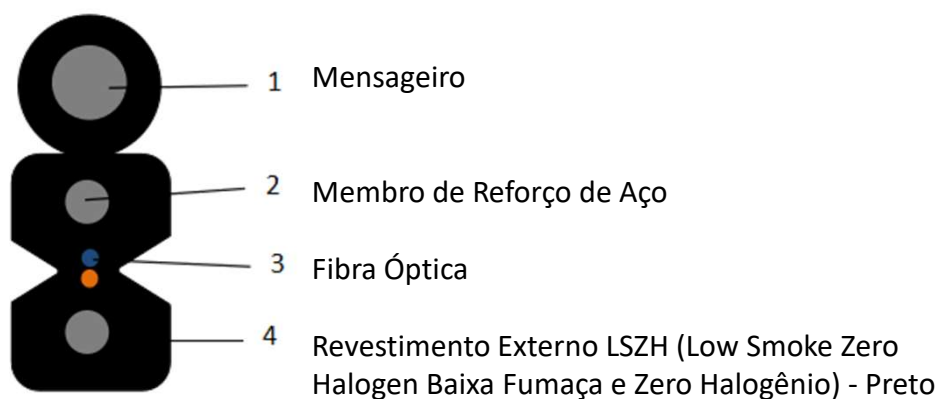 1 Mensageiro
2 Membro de Reforço de Aço
3 Fibra Óptica
4 Revestimento Externo LSZH (Low Smoke Zero
Halogen Baixa Fumaça e Zero Halogênio) - Preto